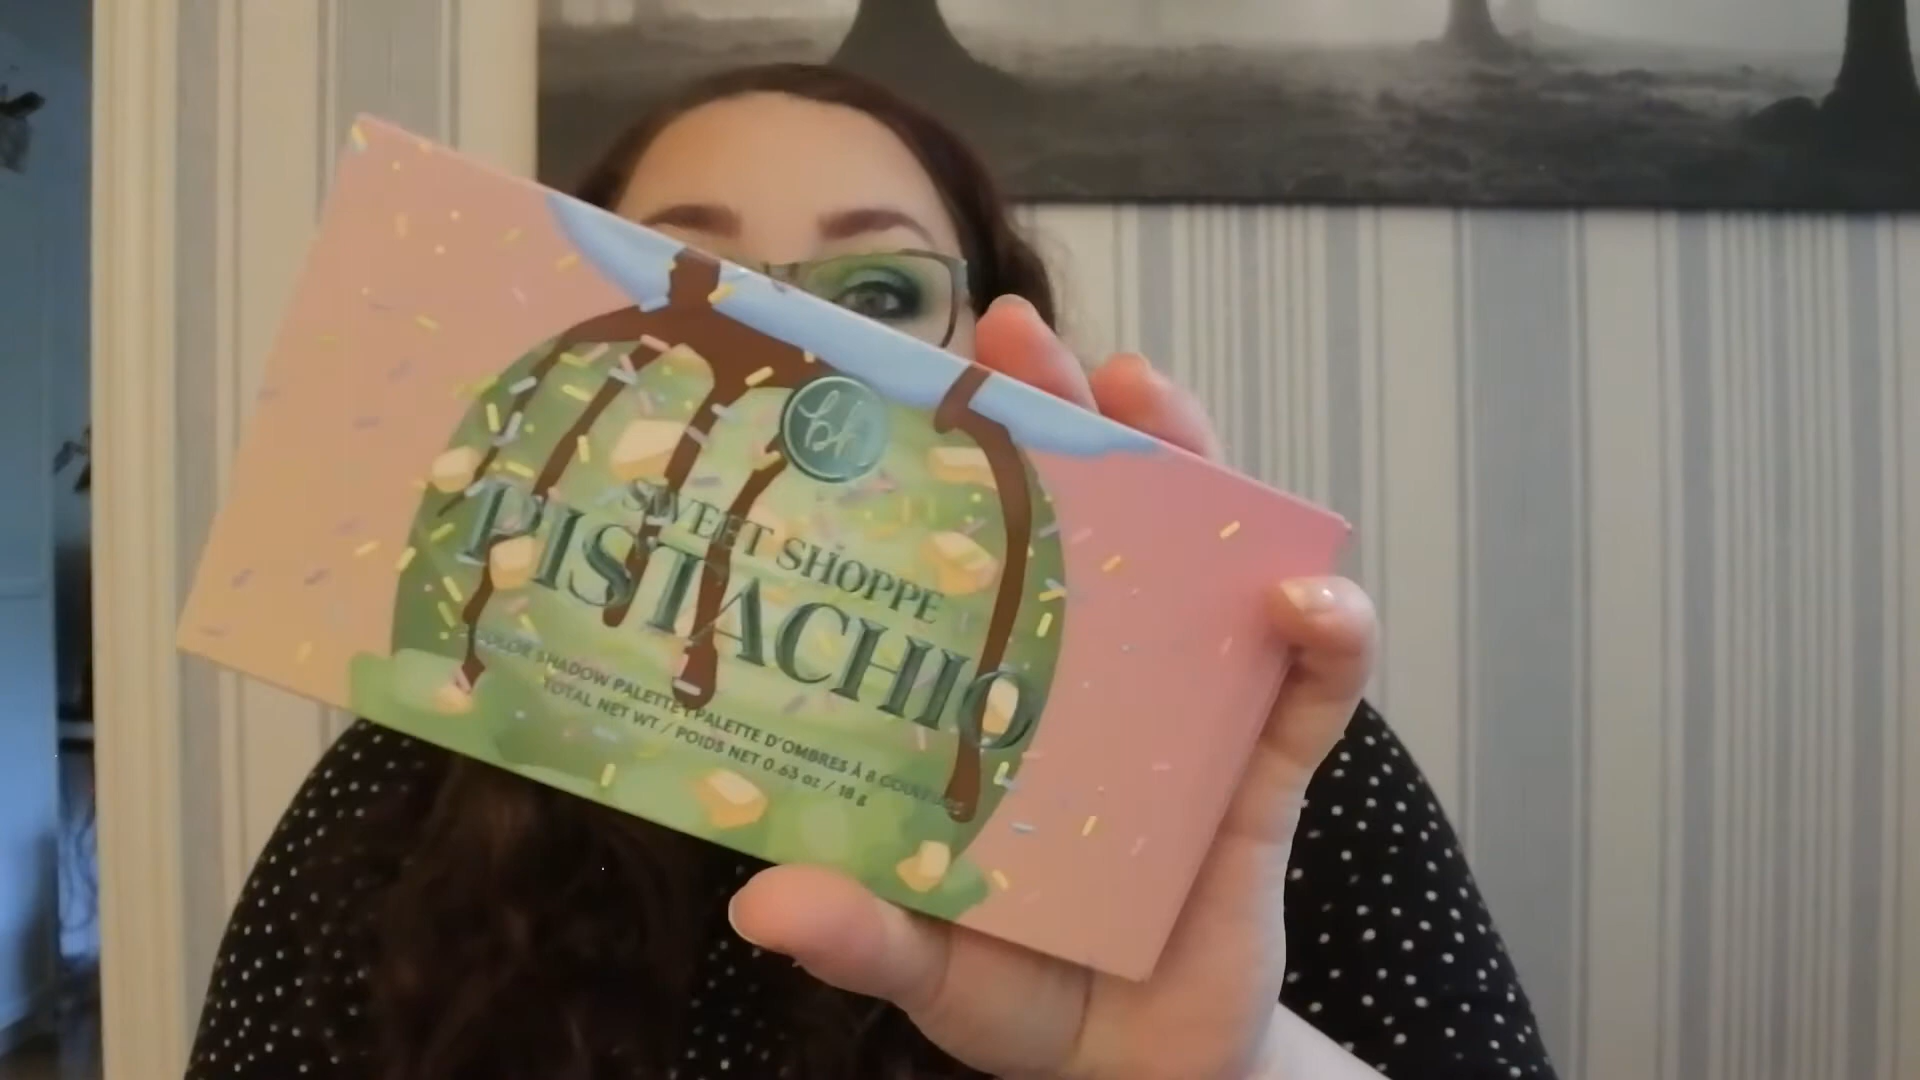 bh
SWEET SHOPPE
PISTACHIO
COLOR SHADOW PALETTE / PALETTE D'OMBRES À 8 COULEURS
TOTAL NET WT / POIDS NET 0.63 oz / 18 g